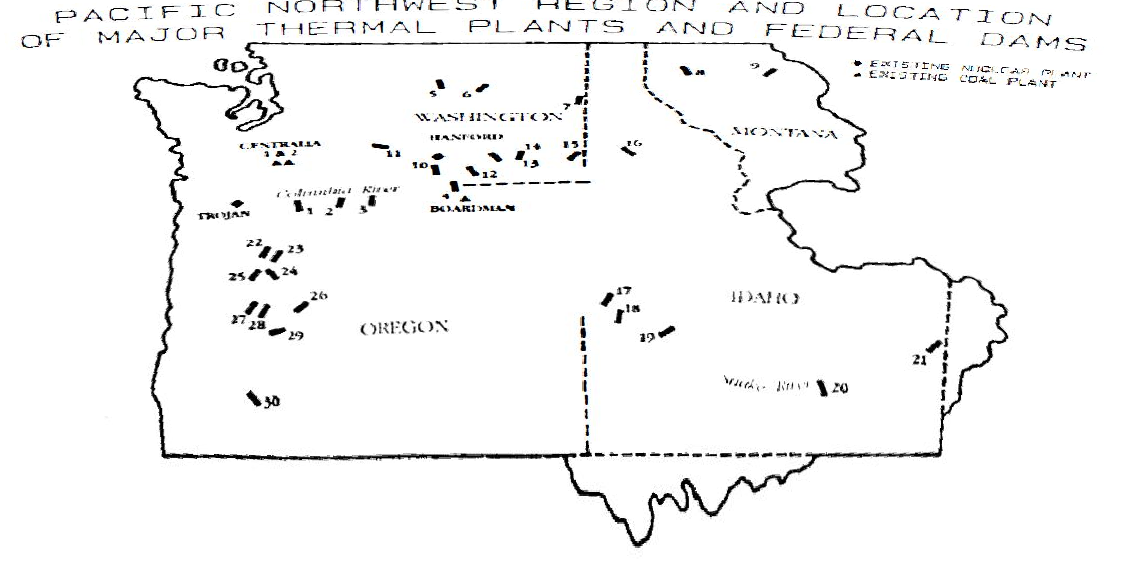 PACIFIC NORTHWEST REGION AND LOCATION
OF MAJOR THERMAL PLANTS AND FEDERAL DAMS
◆ EXISTING NUCLEAR PLANT
▲ EXISTING COAL PLANT
8
9
5
6
7
WASHINGTON
MONTANA
HANFORD
CENTRALIA
1 & 2
11
10
14
13
15
16
12
Columbia River
4
TROJAN
1
2
3
BOARDMAN
22
23
25
24
17
26
18
IDAHO
27
28
29
OREGON
19
21
Snake River
20
30